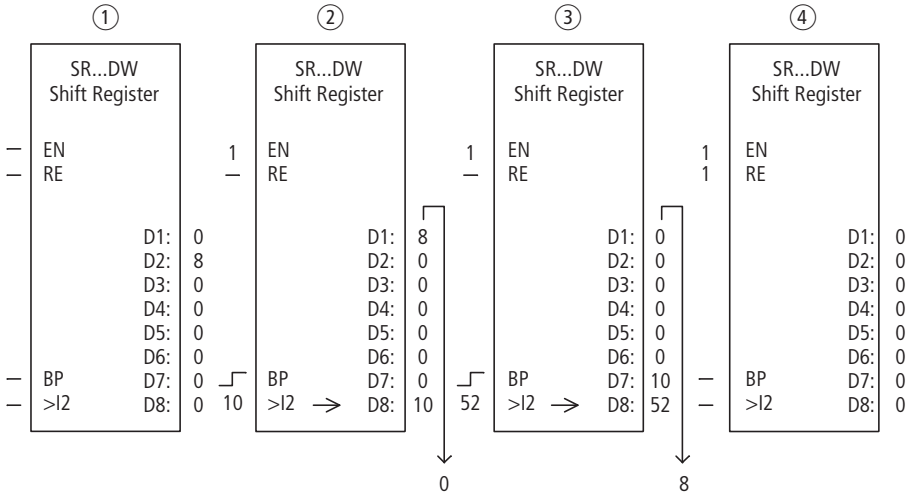 ① ② ③ ④
SR...DW SR...DW SR...DW SR...DW
Shift Register Shift Register Shift Register Shift Register
— EN 1 EN 1 EN 1 EN
— RE — RE — RE 1 RE
D1: 0 D1: 8 D1: 0 D1: 0
D2: 8 D2: 0 D2: 0 D2: 0
D3: 0 D3: 0 D3: 0 D3: 0
D4: 0 D4: 0 D4: 0 D4: 0
D5: 0 D5: 0 D5: 0 D5: 0
D6: 0 D6: 0 D6: 0 D6: 0
— BP D7: 0 BP D7: 0 BP D7: 10 — BP D7: 0
— >I2 D8: 0 10 >I2 → D8: 10 52 >I2 → D8: 52 — >I2 D8: 0
0 8